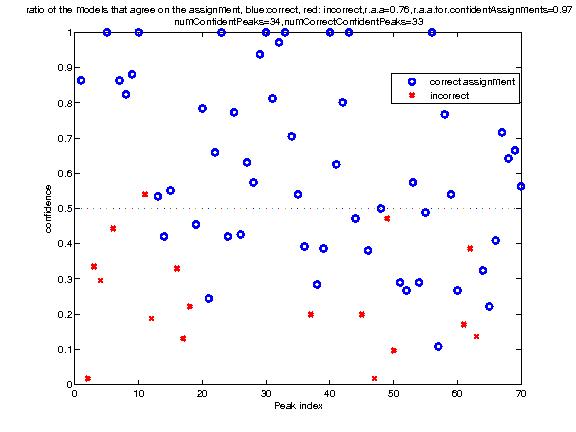 ratio of the models that agree on the assignment, blue:correct, red: incorrect,r.a.a=0.76,r.a.a.for.confidentAssignments=0.97
numConfidentPeaks=34,numCorrectConfidentPeaks=33
1
0.9
0.8
0.7
0.6
0.5
0.4
0.3
0.2
0.1
0
confidence
correct assignment
incorrect
0 10 20 30 40 50 60 70
Peak index